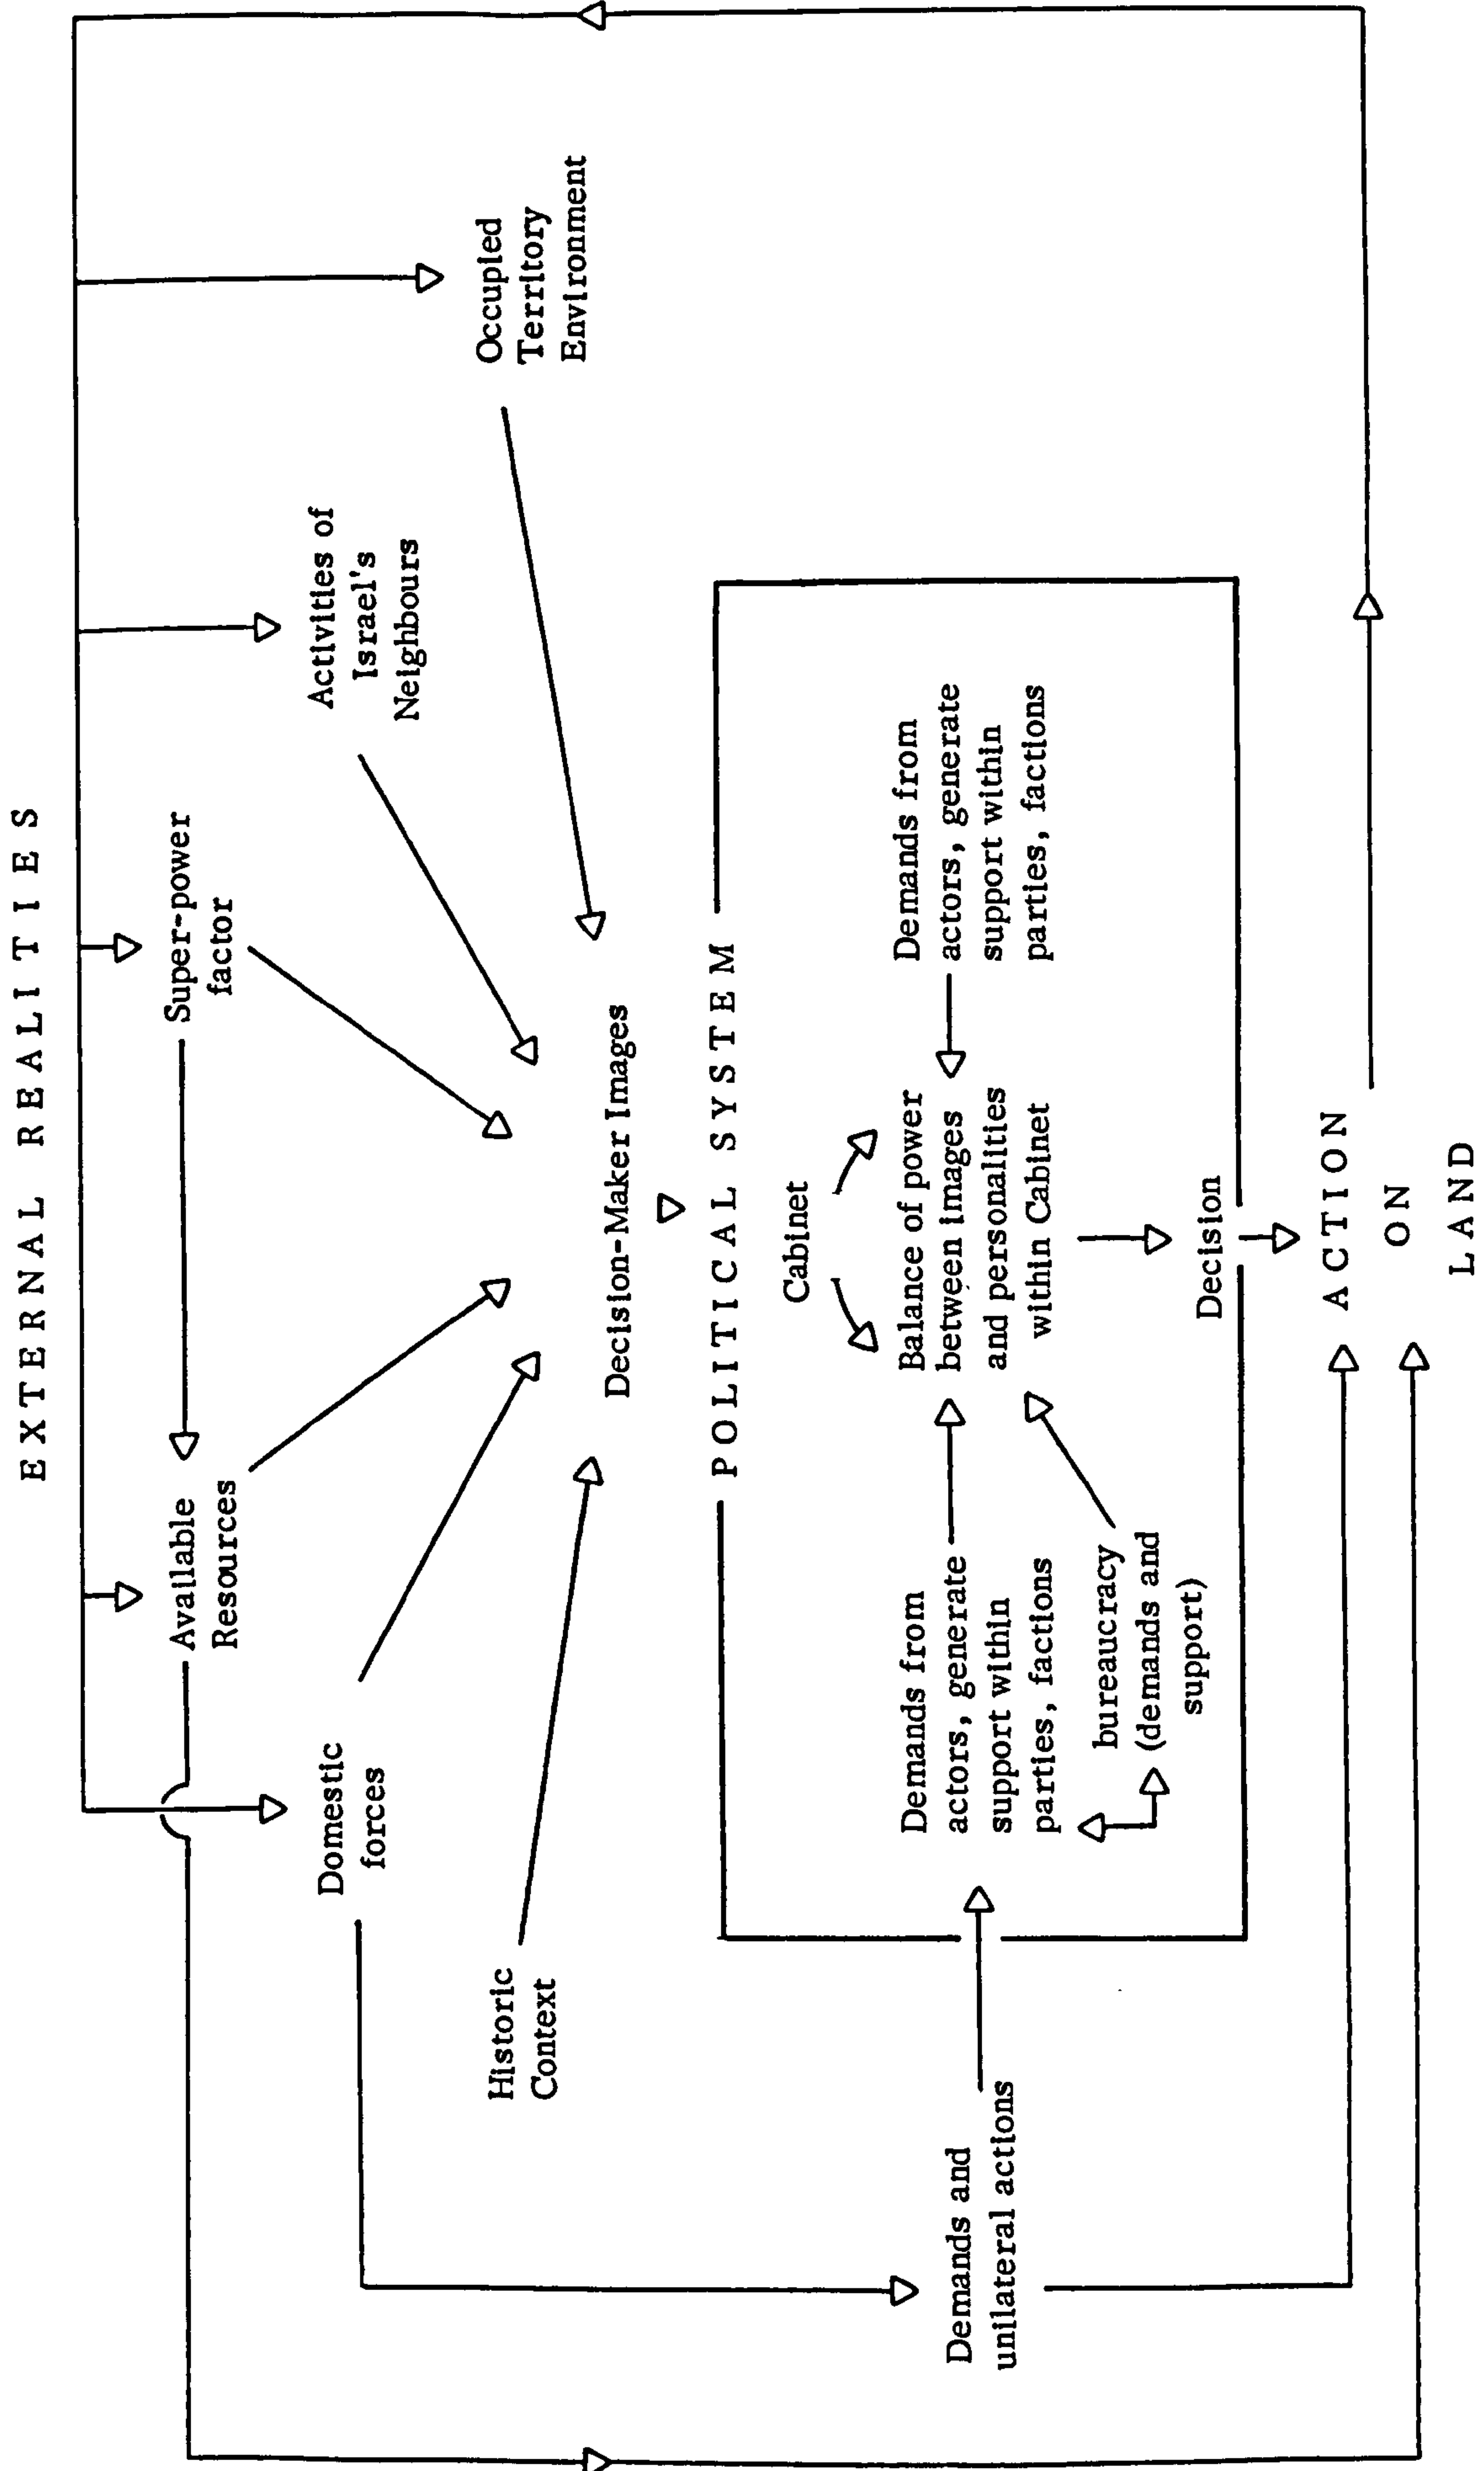 EXTERNAL REALITIES
Available
Resources
Super-power
factor
Domestic
forces
Activities of
Israel's
Neighbours
Historic
Context
Occupied
Territory
Environment
Decision-Maker Images
POLITICAL SYSTEM
Cabinet
Demands and
unilateral actions
Demands from
actors, generate
support within
parties, factions
Balance of power
between images
and personalities
within Cabinet
Demands from
actors, generate
support within
parties, factions
bureaucracy
(demands and
support)
Decision
ACTION
ON
LAND